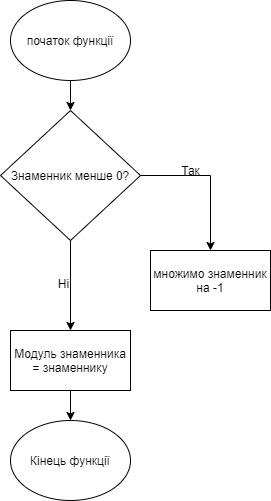 початок функції
Знаменник менше 0?
Так
множимо знаменник
на -1
Ні
Модуль знаменника
= знаменнику
Кінець функції